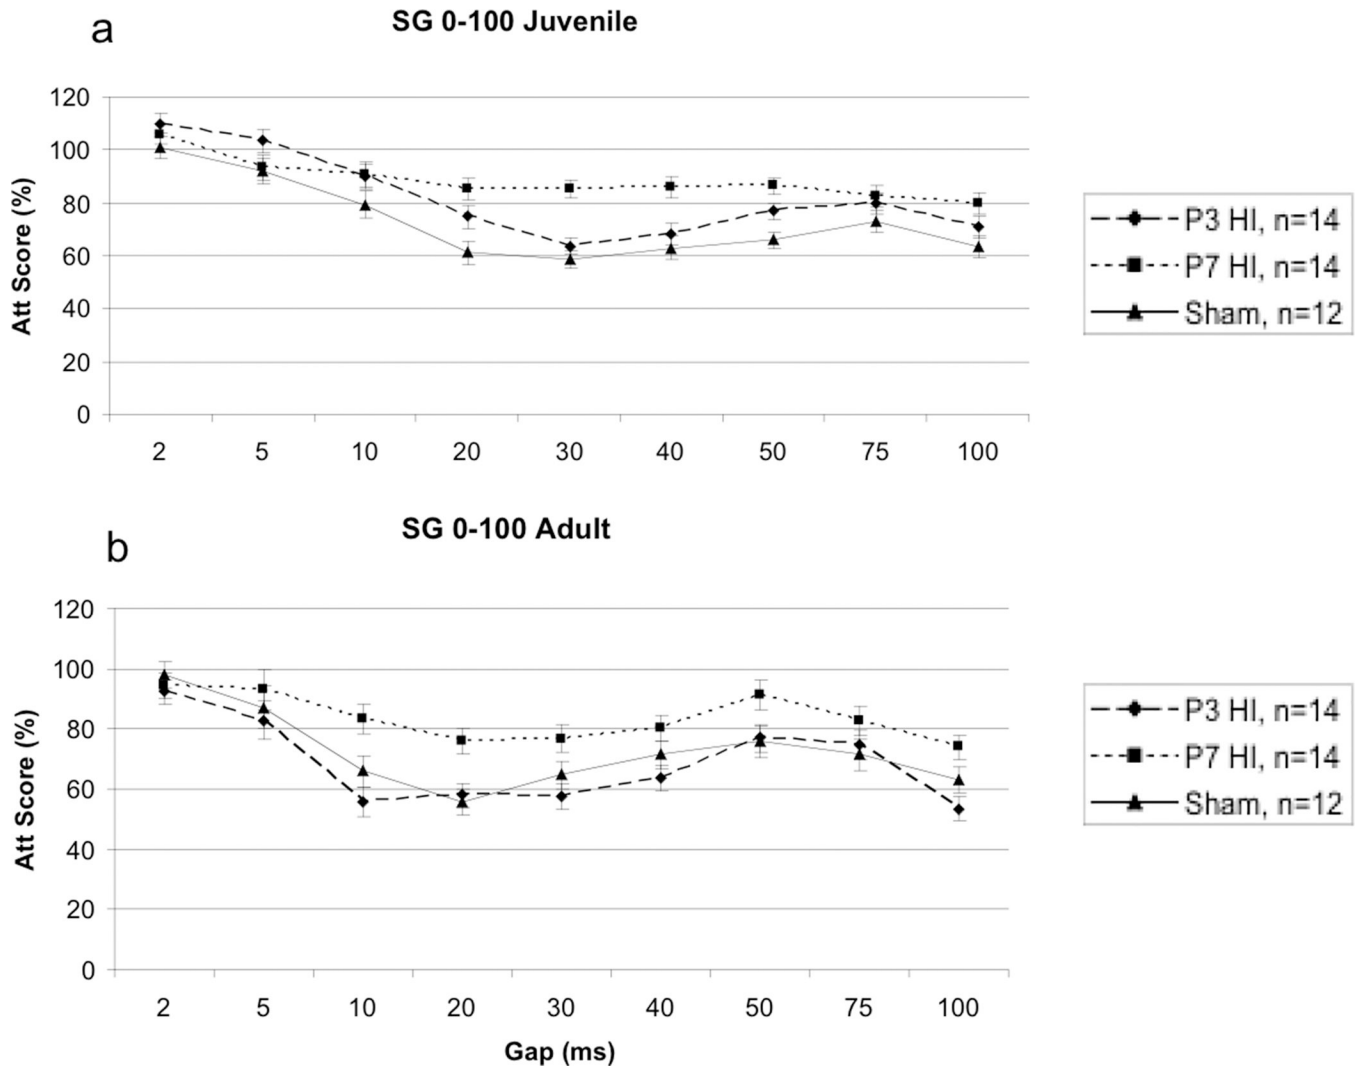 a
SG 0-100 Juvenile
Att Score (%)
120
100
80
60
40
20
0
2 5 10 20 30 40 50 75 100
P3 HI, n=14
P7 HI, n=14
Sham, n=12
b
SG 0-100 Adult
Att Score (%)
120
100
80
60
40
20
0
2 5 10 20 30 40 50 75 100
Gap (ms)
P3 HI, n=14
P7 HI, n=14
Sham, n=12